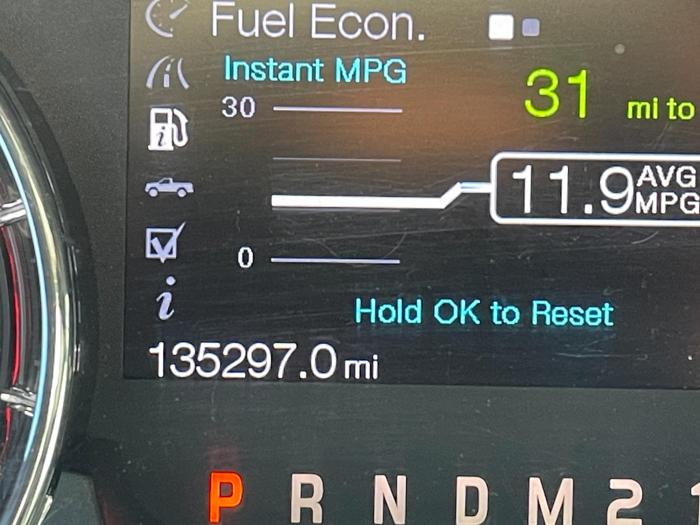 Fuel Econ.
Instant MPG
30
31 mi to
11.9 AVG MPG
0
Hold OK to Reset
135297.0 mi
P R N D M 2